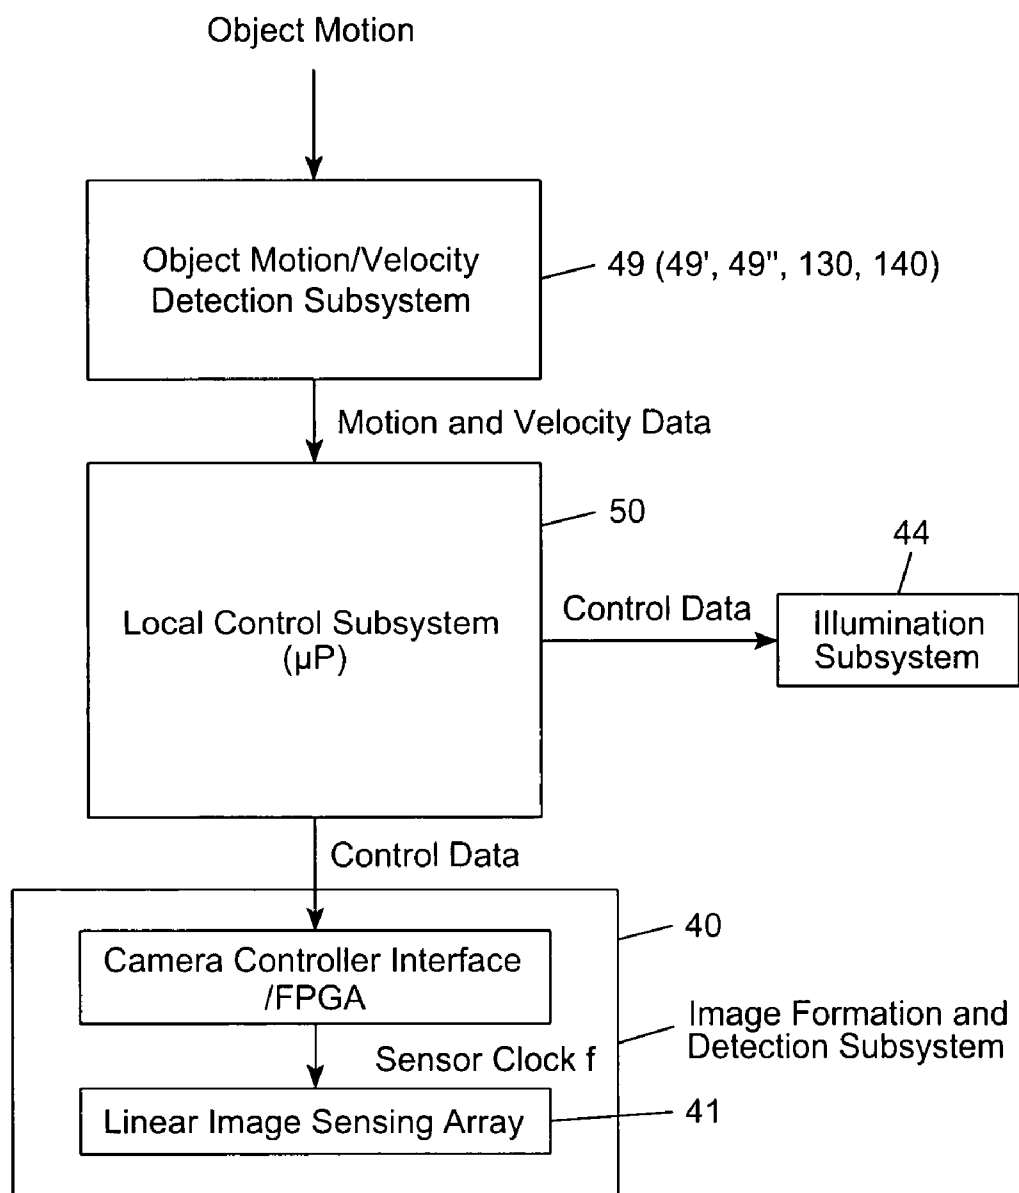 Object Motion
Object Motion/Velocity
Detection Subsystem
49 (49', 49", 130, 140)
Motion and Velocity Data
50
44
Local Control Subsystem
(µP)
Control Data
Illumination
Subsystem
Control Data
40
Camera Controller Interface
/FPGA
Image Formation and
Detection Subsystem
Sensor Clock f
Linear Image Sensing Array
41